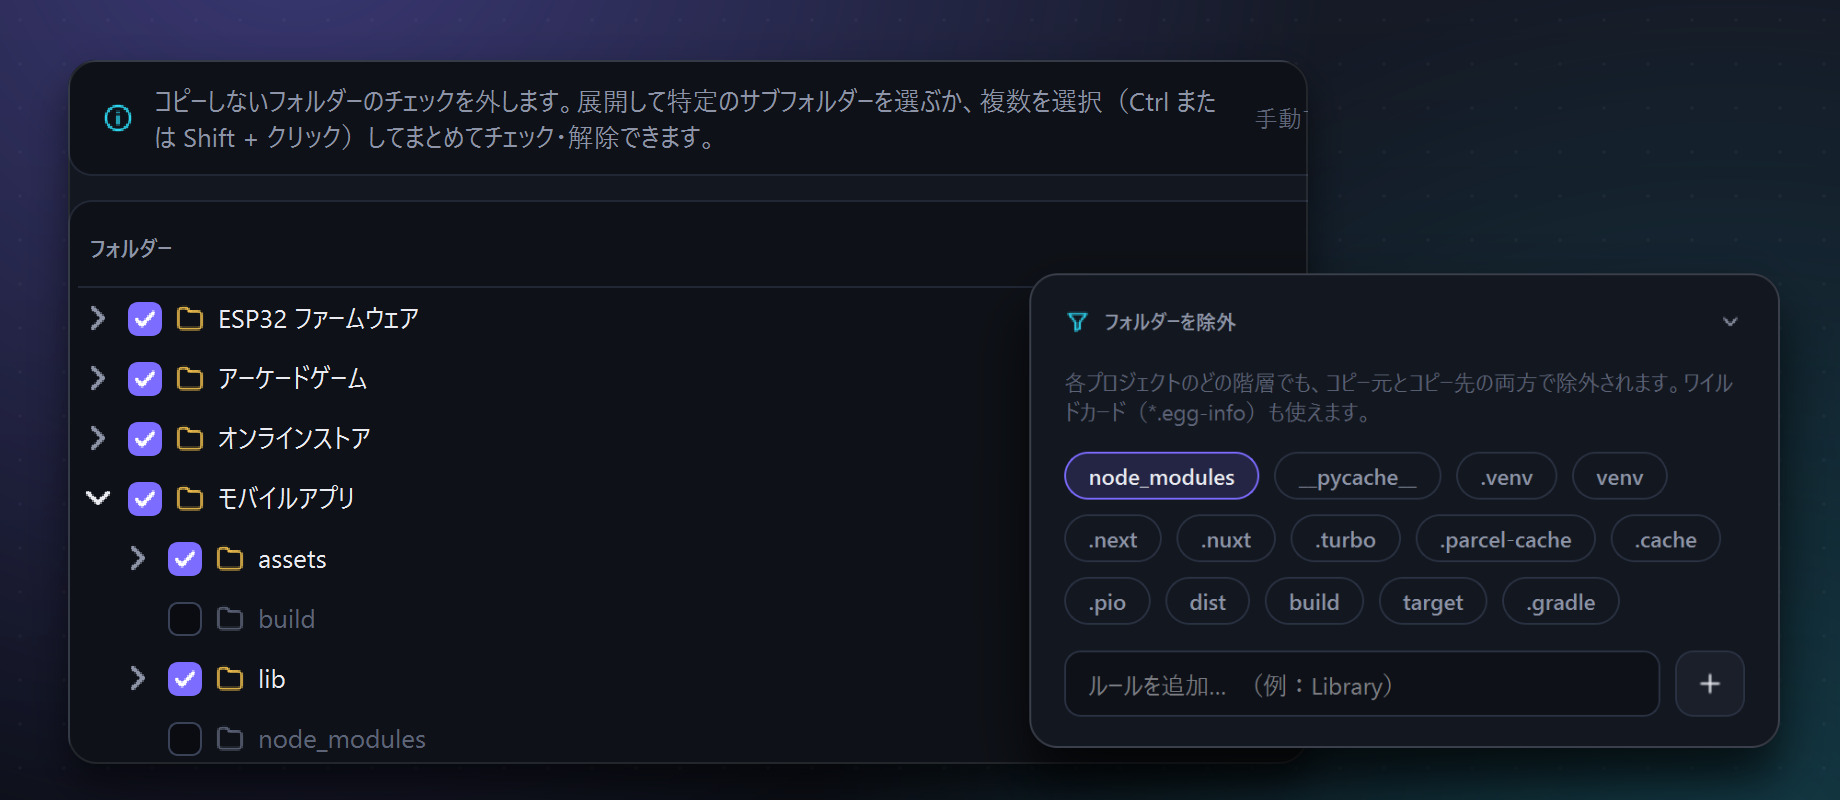 コピーしないフォルダーのチェックを外します。展開して特定のサブフォルダーを選ぶか、複数を選択（Ctrl また
は Shift + クリック）してまとめてチェック・解除できます。
手動
フォルダー
ESP32 ファームウェア
アーケードゲーム
オンラインストア
モバイルアプリ
assets
build
lib
node_modules
フォルダーを除外
各プロジェクトのどの階層でも、コピー元とコピー先の両方で除外されます。ワイル
ドカード（*.egg-info）も使えます。
node_modules __pycache__ .venv venv
.next .nuxt .turbo .parcel-cache .cache
.pio dist build target .gradle
ルールを追加... （例：Library）